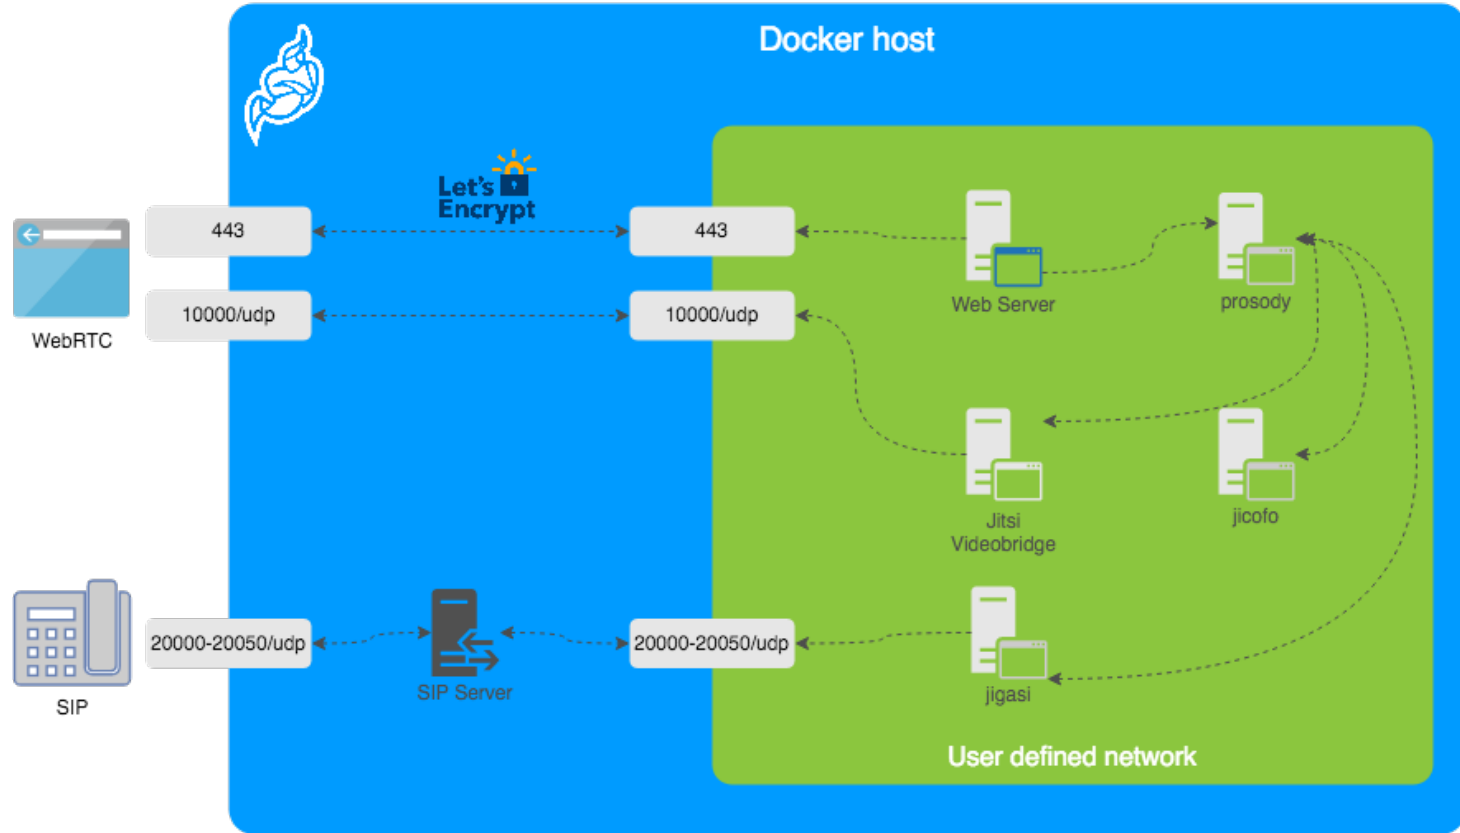 Docker host
Let's
Encrypt
443
443
10000/udp
10000/udp
WebRTC
Web Server
prosody
Jitsi
Videobridge
jicofo
20000-20050/udp
20000-20050/udp
SIP Server
SIP
jigasi
User defined network